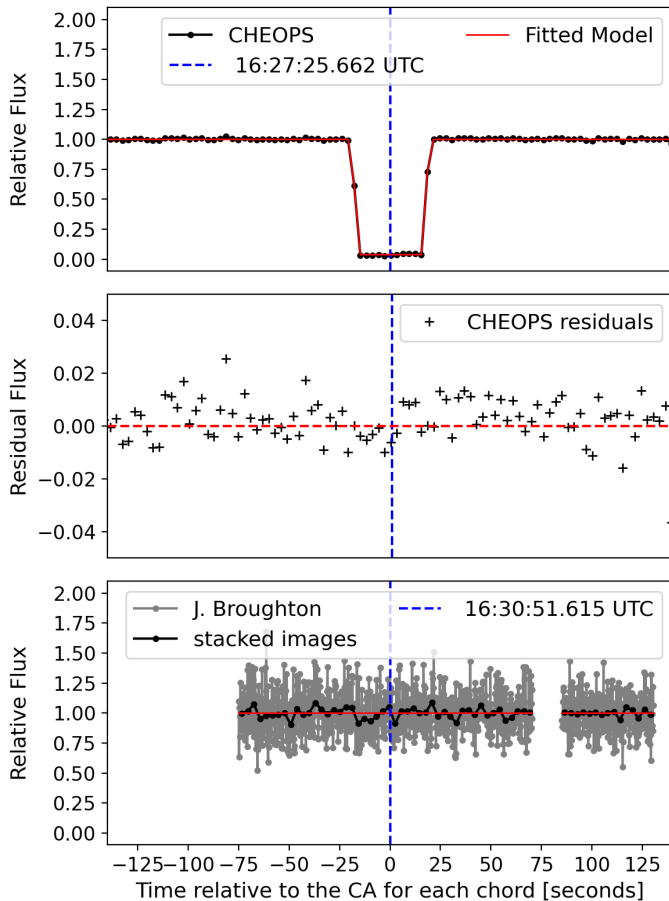 2.00
1.75
1.50
1.25
1.00
0.75
0.50
0.25
0.00
Relative Flux
CHEOPS
16:27:25.662 UTC
Fitted Model
0.04
0.02
0.00
−0.02
−0.04
Residual Flux
CHEOPS residuals
2.00
1.75
1.50
1.25
1.00
0.75
0.50
0.25
0.00
Relative Flux
J. Broughton
stacked images
16:30:51.615 UTC
−125 −100 −75 −50 −25 0 25 50 75 100 125
Time relative to the CA for each chord [seconds]